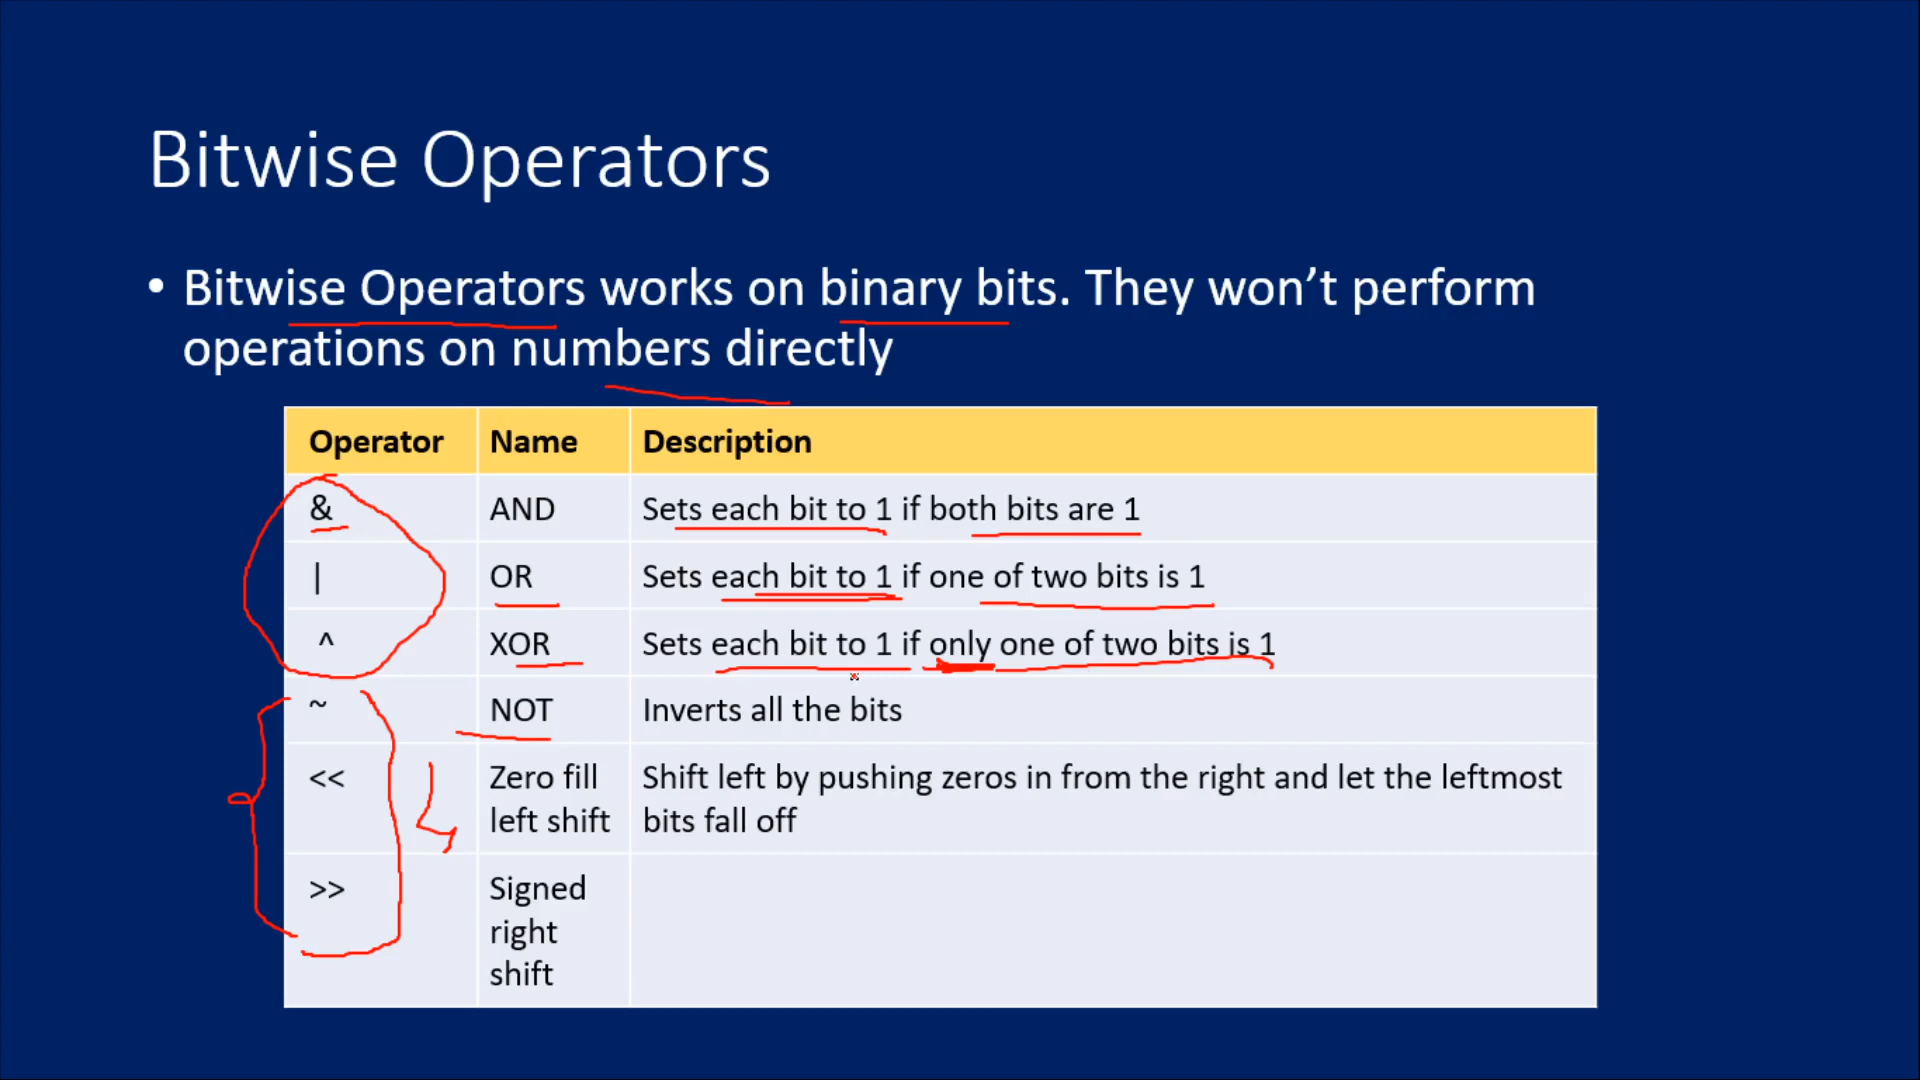 Bitwise Operators
• Bitwise Operators works on binary bits. They won’t perform
operations on numbers directly
Operator Name Description
& AND Sets each bit to 1 if both bits are 1
| OR Sets each bit to 1 if one of two bits is 1
^ XOR Sets each bit to 1 if only one of two bits is 1
~ NOT Inverts all the bits
<< Zero fill
left shift
Shift left by pushing zeros in from the right and let the leftmost
bits fall off
>> Signed
right
shift